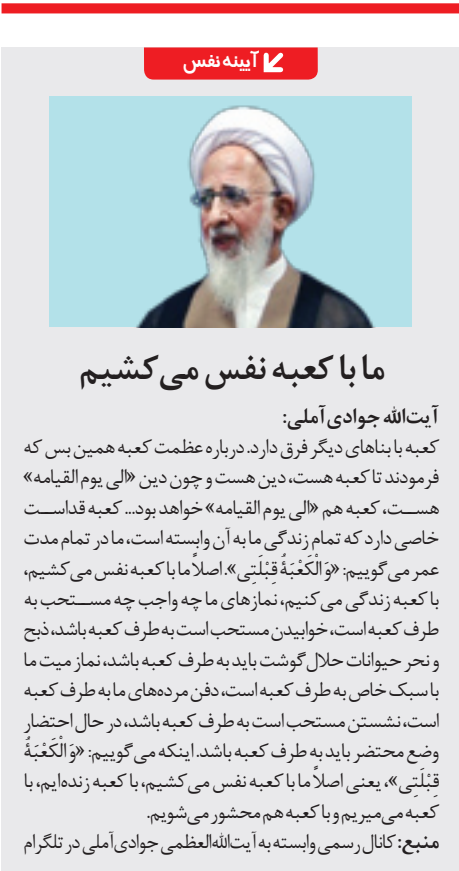 آیینه نفس
ما با کعبه نفس می‌کشیم
آیت‌الله جوادی‌آملی:
کعبه با بناهای دیگر فرق دارد. درباره عظمت کعبه همین بس که
فرمودند تا کعبه هست، دین هست و چون دین «الی یوم القیامه»
هست، کعبه هم «الی یوم القیامه» خواهد بود... کعبه قداست
خاصی دارد که تمام زندگی ما به آن وابسته است، ما در تمام مدت
عمر می‌گوییم: «وَ الْکَعْبَةُ قِبْلَتِی». اصلاً ما با کعبه نفس می‌کشیم،
با کعبه زندگی می‌کنیم، نمازهای ما چه واجب چه مستحب به
طرف کعبه است، خوابیدن مستحب است به طرف کعبه باشد، ذبح
و نحر حیوانات حلال گوشت باید به طرف کعبه باشد، نماز میت ما
با سبک خاص به طرف کعبه است، دفن مرده‌های ما به طرف کعبه
است، نشستن مستحب است به طرف کعبه باشد، در حال احتضار
وضع محتضر باید به طرف کعبه باشد. اینکه می‌گوییم: «وَ الْکَعْبَةُ
قِبْلَتِی»، یعنی اصلاً ما با کعبه نفس می‌کشیم، با کعبه زنده‌ایم، با
کعبه می‌میریم و با کعبه هم محشور می‌شویم.
منبع: کانال رسمی وابسته به آیت‌الله‌العظمی جوادی‌آملی در تلگرام